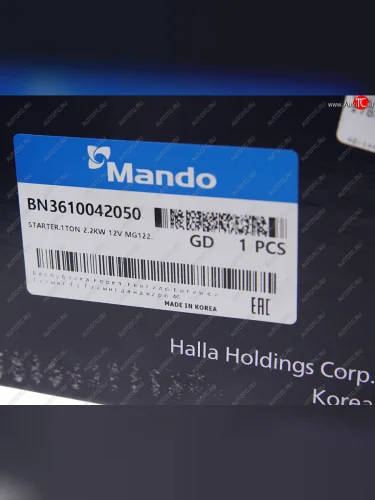 Mando
BN3610042050
GD 1 PCS
STARTER.1TON 2.2KW 12V MG122.
MADE IN KOREA
EAC
Halla Holdings Corp.
Korea